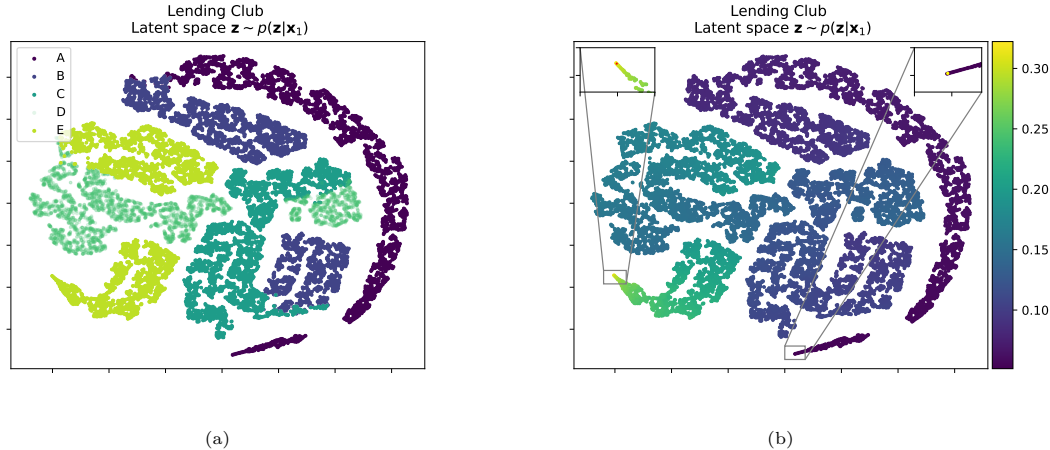 Lending Club
Latent space z ~ p(z|x₁)
A
B
C
D
E
(a)
Lending Club
Latent space z ~ p(z|x₁)
0.30
0.25
0.20
0.15
0.10
(b)